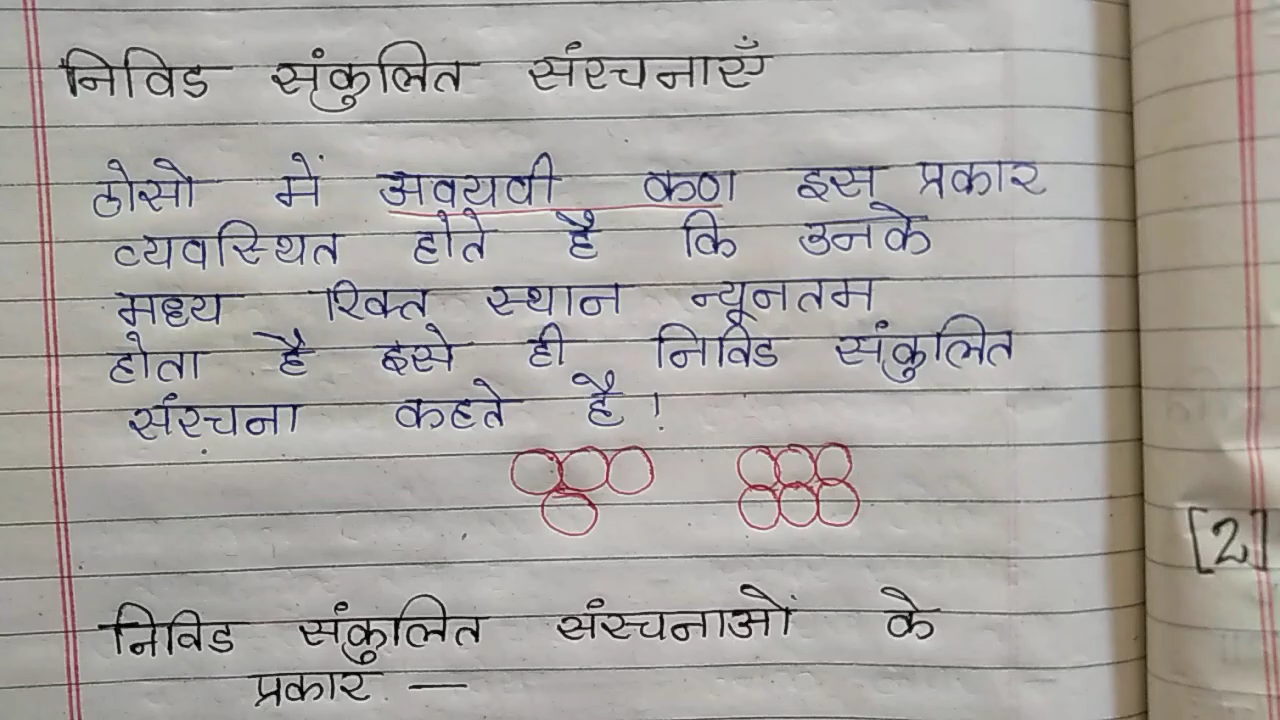 निविड संकुलित संरचनाएँ
ठोसो में अवयवी कण इस प्रकार
व्यवस्थित होते है कि उनके
मध्य रिक्त स्थान न्यूनतम
होता है इसे ही निविड संकुलित
संरचना कहते है।
[2]
निविड संकुलित संरचनाओं के
प्रकार —